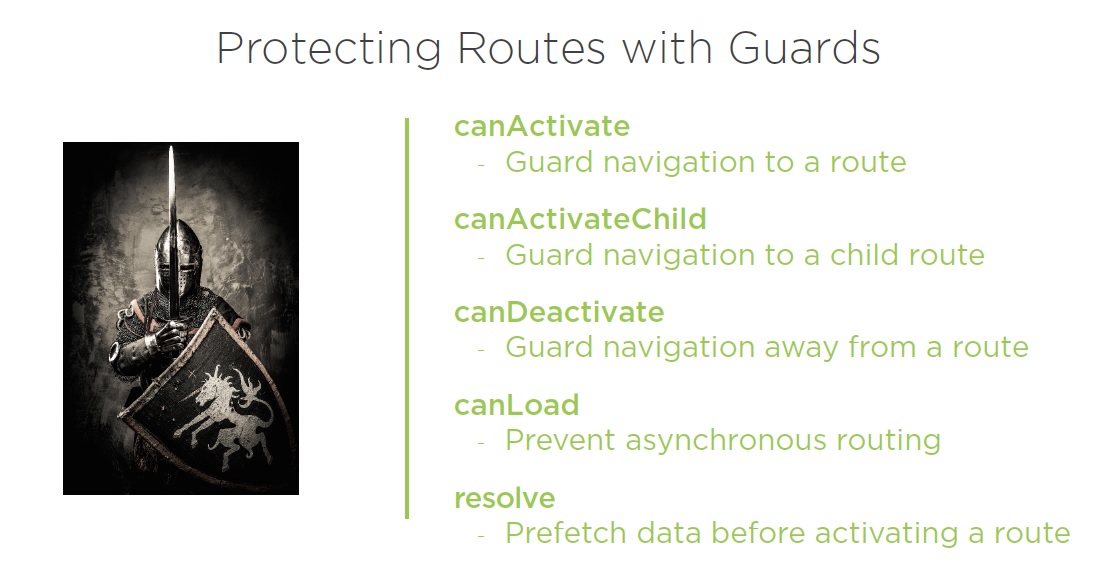 Protecting Routes with Guards
canActivate
- Guard navigation to a route
canActivateChild
- Guard navigation to a child route
canDeactivate
- Guard navigation away from a route
canLoad
- Prevent asynchronous routing
resolve
- Prefetch data before activating a route